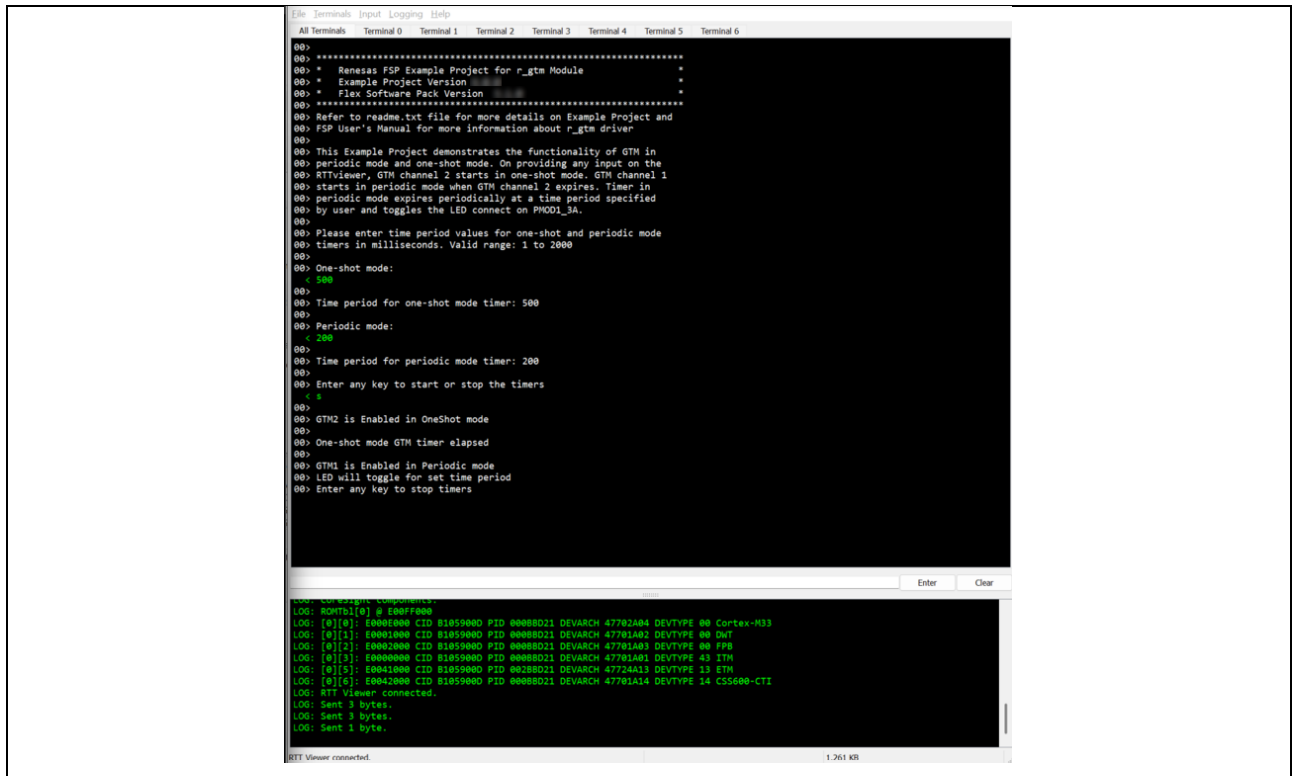 File Terminals Input Logging Help
All Terminals Terminal 0 Terminal 1 Terminal 2 Terminal 3 Terminal 4 Terminal 5 Terminal 6
00>
00> ***********************************************************************
00> * Renesas FSP Example Project for r_gtm Module *
00> * Example Project Version *
00> * Flex Software Pack Version *
00> ***********************************************************************
00> Refer to readme.txt file for more details on Example Project and
00> FSP User's Manual for more information about r_gtm driver
00>
00> This Example Project demonstrates the functionality of GTM in
00> periodic mode and one-shot mode. On providing any input on the
00> RTTviewer, GTM channel 2 starts in one-shot mode. GTM channel 1
00> starts in periodic mode when GTM channel 2 expires. Timer in
00> periodic mode expires periodically at a time period specified
00> by user and toggles the LED connect on PMOD1_3A.
00>
00> Please enter time period values for one-shot and periodic mode
00> timers in milliseconds. Valid range: 1 to 2000
00>
00> One-shot mode:
< 500
00>
00> Time period for one-shot mode timer: 500
00>
00> Periodic mode:
< 200
00>
00> Time period for periodic mode timer: 200
00>
00> Enter any key to start or stop the timers
< s
00>
00> GTM2 is Enabled in OneShot mode
00>
00> One-shot mode GTM timer elapsed
00>
00> GTM1 is Enabled in Periodic mode
00> LED will toggle for set time period
00> Enter any key to stop timers
Enter Clear
LOG: CoreSight components:
LOG: ROMTbl[0] @ E00FF000
LOG: [0][0]: E000E000 CID B105900D PID 000BBD21 DEVARCH 47702A04 DEVTYPE 00 Cortex-M33
LOG: [0][1]: E0001000 CID B105900D PID 000BBD21 DEVARCH 47701A02 DEVTYPE 00 DWT
LOG: [0][2]: E0002000 CID B105900D PID 000BBD21 DEVARCH 47701A03 DEVTYPE 00 FPB
LOG: [0][3]: E0000000 CID B105900D PID 000BBD21 DEVARCH 47701A01 DEVTYPE 43 ITM
LOG: [0][5]: E0041000 CID B105900D PID 002BBD21 DEVARCH 47724A13 DEVTYPE 13 ETM
LOG: [0][6]: E0042000 CID B105900D PID 000BBD21 DEVARCH 47701A14 DEVTYPE 14 CSS600-CTI
LOG: RTT Viewer connected.
LOG: Sent 3 bytes.
LOG: Sent 3 bytes.
LOG: Sent 1 byte.
RTT Viewer connected. 1.261 KB